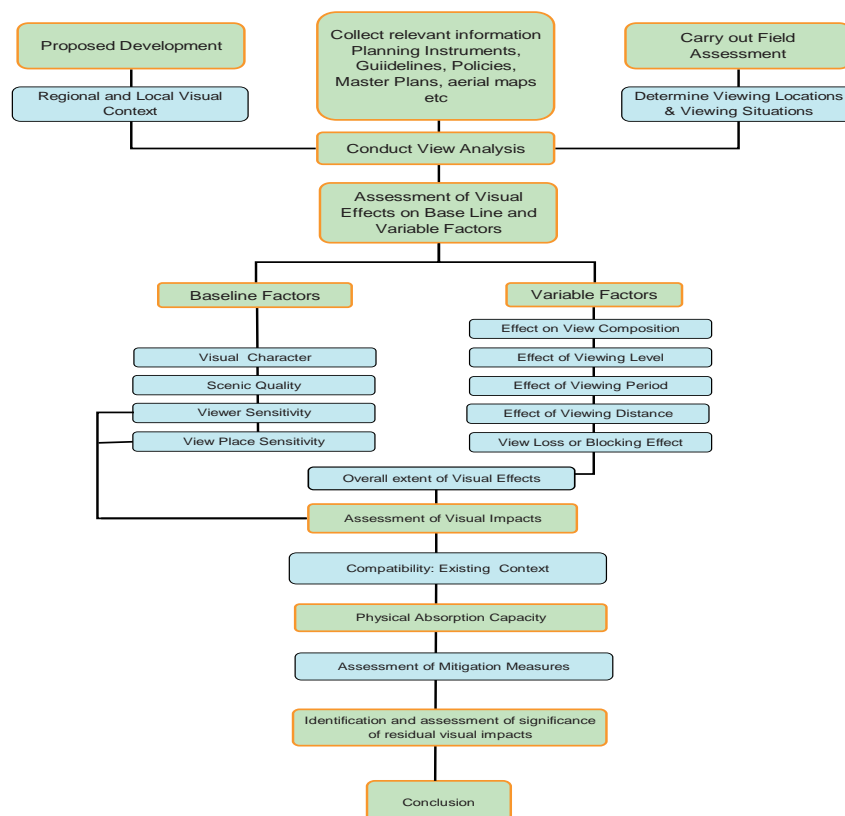 Proposed Development
Regional and Local Visual
Context
Collect relevant information
Planning Instruments,
Guiidelines, Policies,
Master Plans, aerial maps
etc
Carry out Field
Assessment
Determine Viewing Locations
& Viewing Situations
Conduct View Analysis
Assessment of Visual
Effects on Base Line and
Variable Factors
Baseline Factors
Visual Character
Scenic Quality
Viewer Sensitivity
View Place Sensitivity
Variable Factors
Effect on View Composition
Effect of Viewing Level
Effect of Viewing Period
Effect of Viewing Distance
View Loss or Blocking Effect
Overall extent of Visual Effects
Assessment of Visual Impacts
Compatibility: Existing Context
Physical Absorption Capacity
Assessment of Mitigation Measures
Identification and assessment of significance
of residual visual impacts
Conclusion